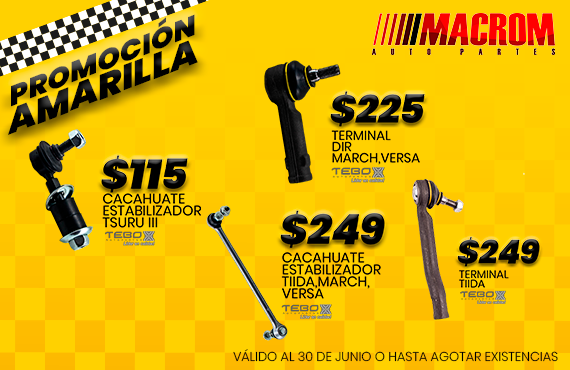 PROMOCIÓN
AMARILLA
MACROM
AUTO PARTES
$225
TERMINAL
DIR
MARCH,VERSA
TEBO
$115
CACAHUATE
ESTABILIZADOR
TSURU III
TEBO
$249
CACAHUATE
ESTABILIZADOR
TIIDA,MARCH,
VERSA
TEBO
$249
TERMINAL
TIIDA
TEBO
VÁLIDO AL 30 DE JUNIO O HASTA AGOTAR EXISTENCIAS